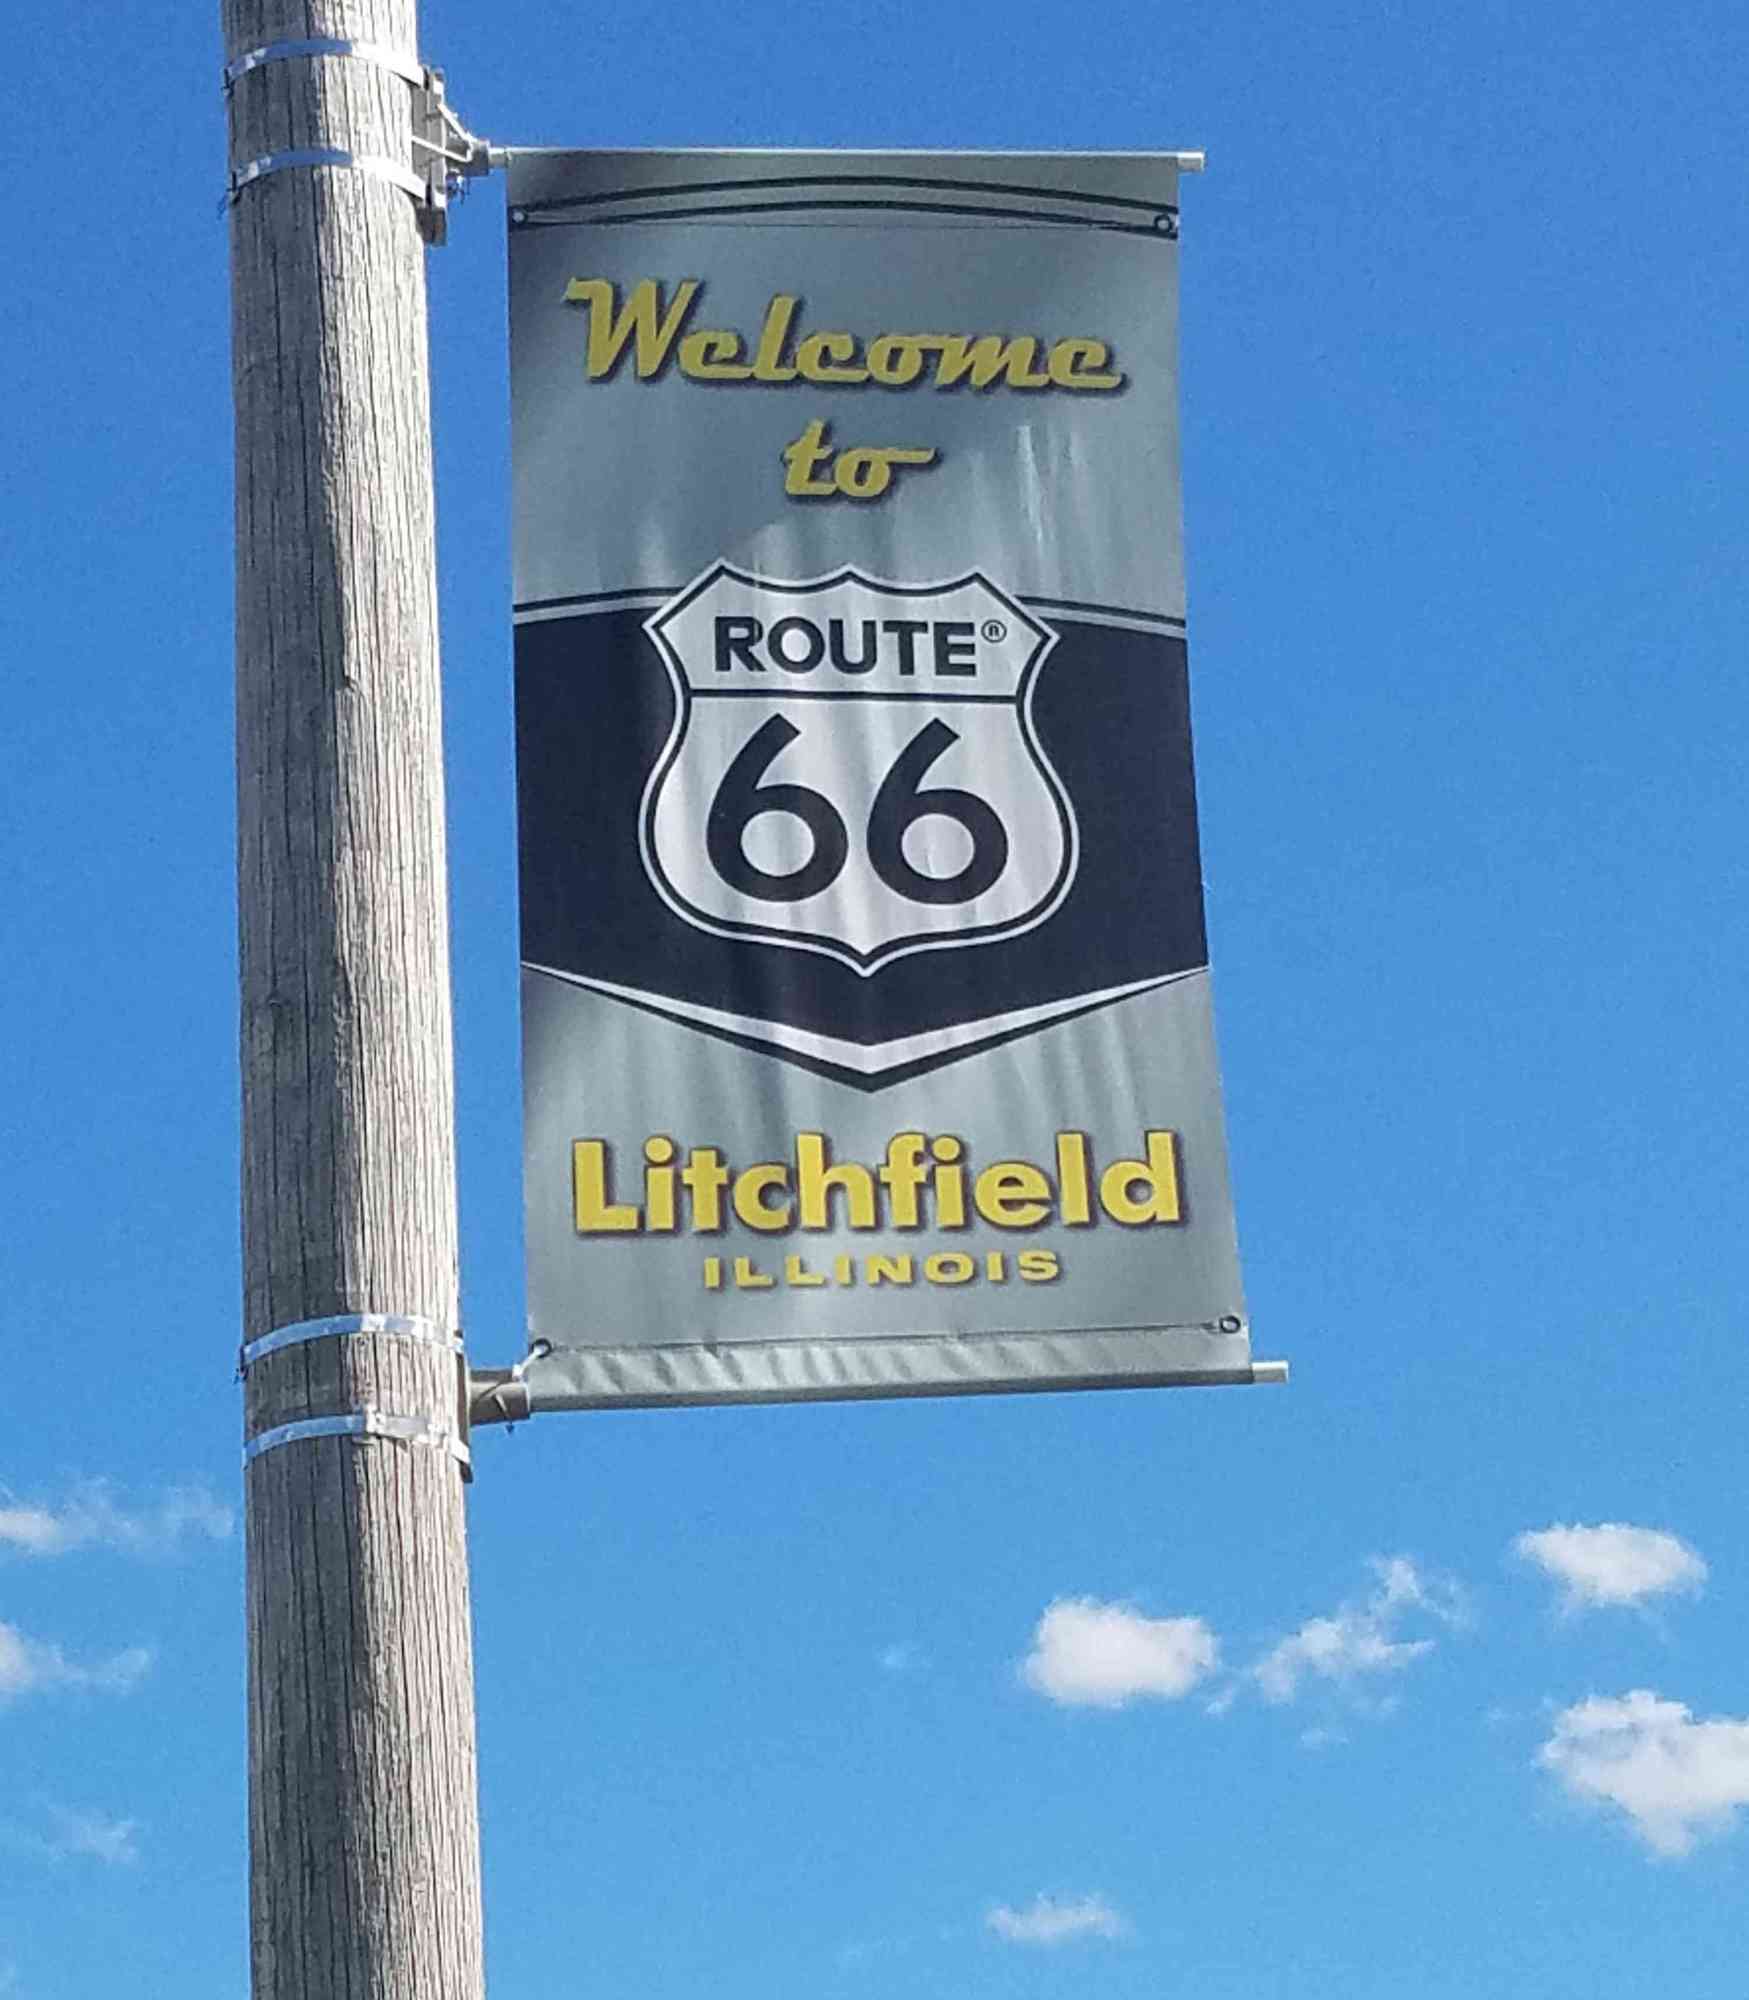 Welcome
to
ROUTE®
66
Litchfield
ILLINOIS